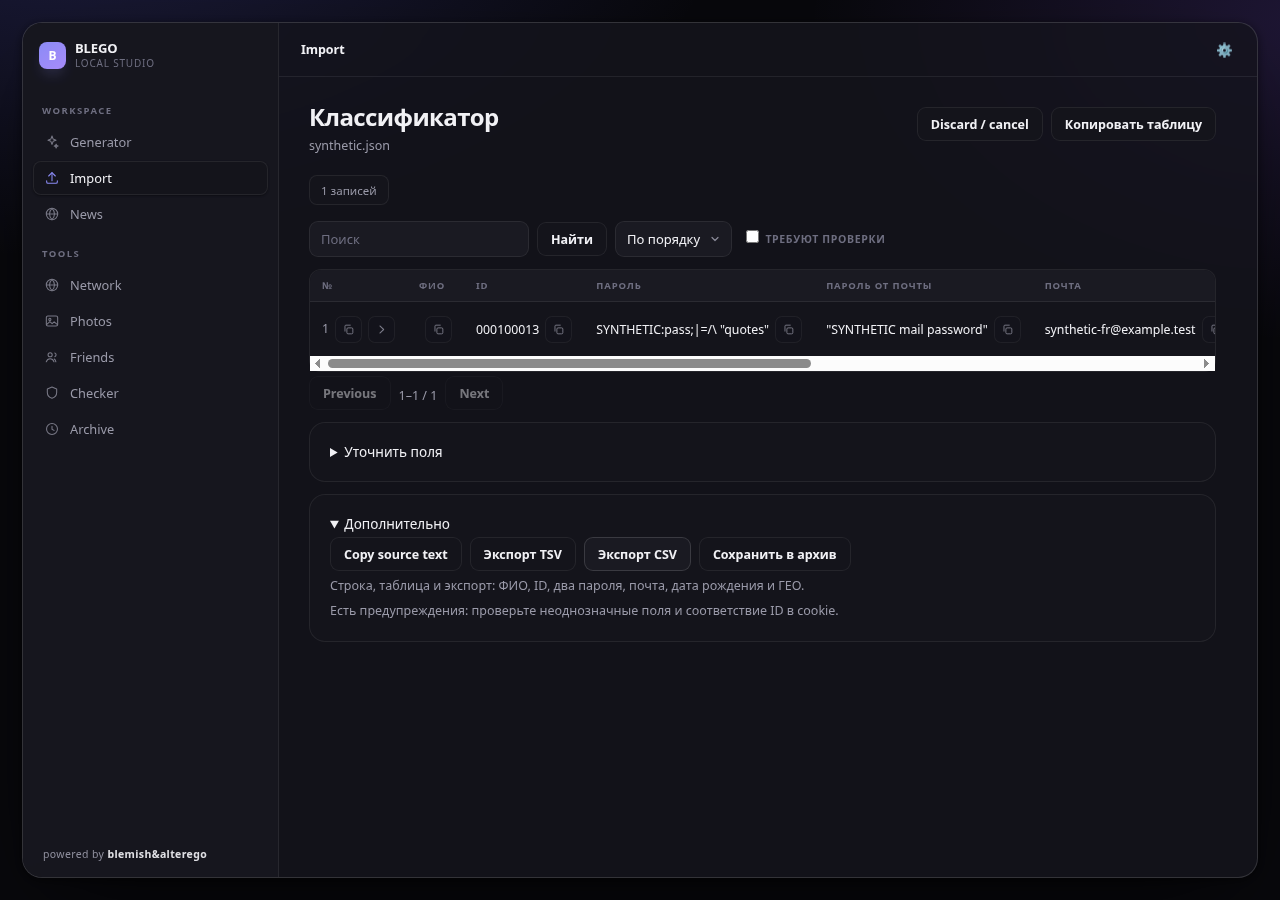 B
BLEGO
LOCAL STUDIO
WORKSPACE
Generator
Import
News
TOOLS
Network
Photos
Friends
Checker
Archive
powered by blemish&alterego
Import
Классификатор
synthetic.json
Discard / cancel
Копировать таблицу
1 записей
Поиск
Найти
По порядку
ТРЕБУЮТ ПРОВЕРКИ
№ ФИО ID ПАРОЛЬ ПАРОЛЬ ОТ ПОЧТЫ ПОЧТА
1 000100013 SYNTHETIC:pass;|=/\ "quotes" "SYNTHETIC mail password" synthetic-fr@example.test
Previous 1–1 / 1 Next
Уточнить поля
Дополнительно
Copy source text Экспорт TSV Экспорт CSV Сохранить в архив
Строка, таблица и экспорт: ФИО, ID, два пароля, почта, дата рождения и ГЕО.
Есть предупреждения: проверьте неоднозначные поля и соответствие ID в cookie.